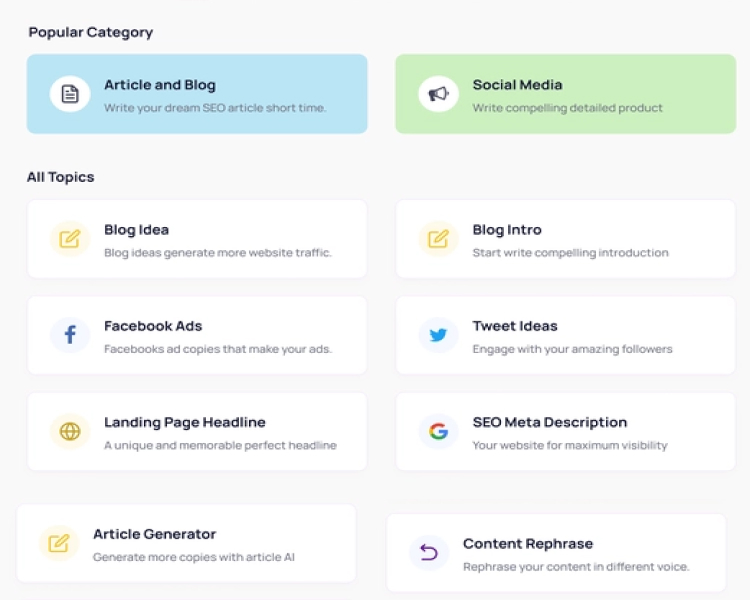 Popular Category
Article and Blog
Write your dream SEO article short time.
Social Media
Write compelling detailed product
All Topics
Blog Idea
Blog ideas generate more website traffic.
Blog Intro
Start write compelling introduction
Facebook Ads
Facebooks ad copies that make your ads.
Tweet Ideas
Engage with your amazing followers
Landing Page Headline
A unique and memorable perfect headline
SEO Meta Description
Your website for maximum visibility
Article Generator
Generate more copies with article AI
Content Rephrase
Rephrase your content in different voice.